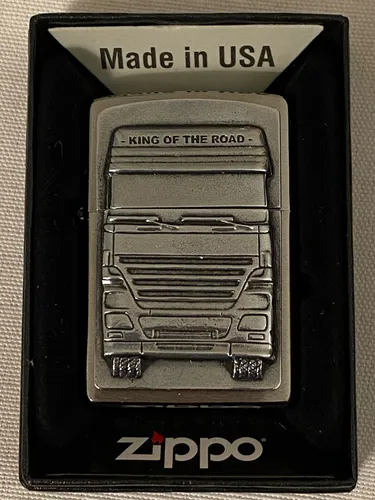 Made in USA
- KING OF THE ROAD -
zippo